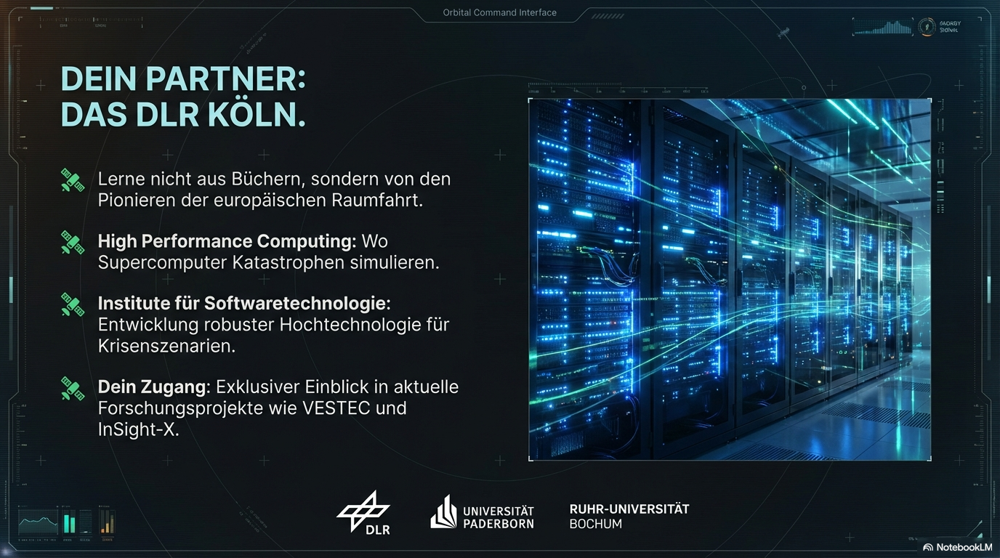 Orbital Command Interface
DEIN PARTNER:
DAS DLR KÖLN.
Lerne nicht aus Büchern, sondern von den
Pionieren der europäischen Raumfahrt.
High Performance Computing: Wo
Supercomputer Katastrophen simulieren.
Institute für Softwaretechnologie:
Entwicklung robuster Hochtechnologie für
Krisenszenarien.
Dein Zugang: Exklusiver Einblick in aktuelle
Forschungsprojekte wie VESTEC und
InSight-X.
DLR
UNIVERSITÄT
PADERBORN
RUHR-UNIVERSITÄT
BOCHUM
NotebookLM